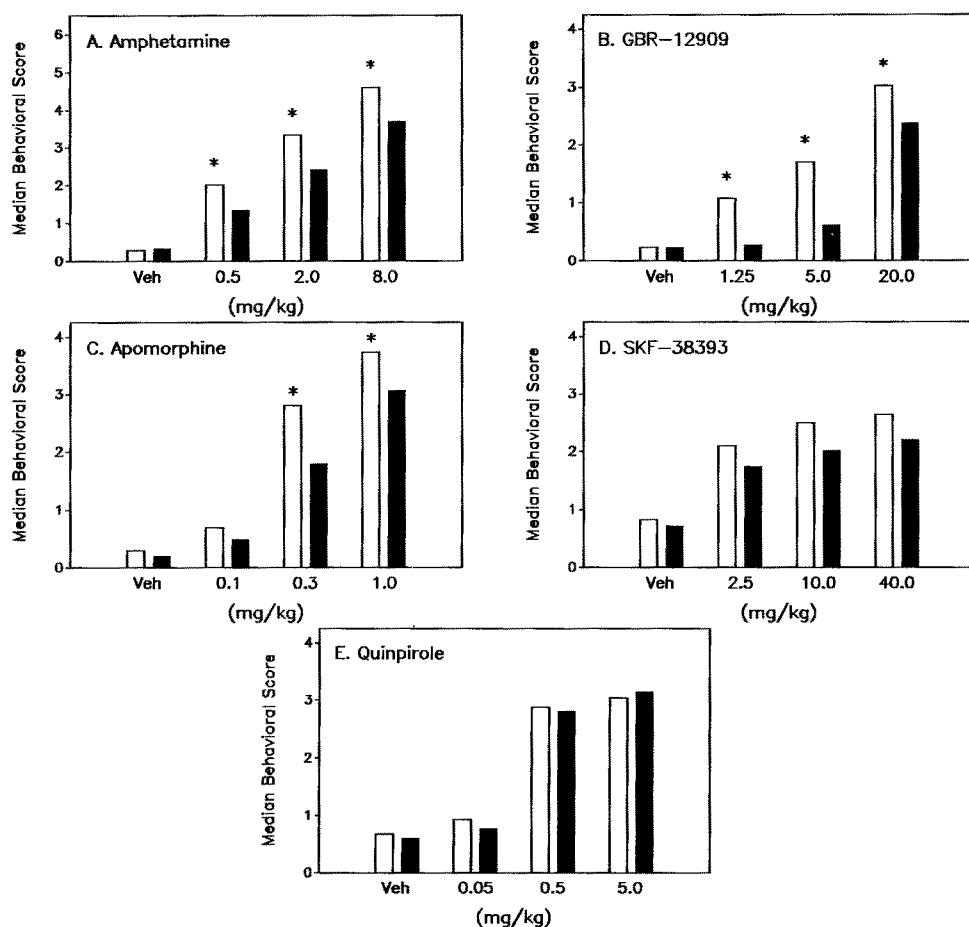 A. Amphetamine
Median Behavioral Score
6
5
4
3
2
1
0
*
*
*
Veh
0.5
2.0
8.0
(mg/kg)
B. GBR-12909
Median Behavioral Score
4
3
2
1
0
*
*
*
Veh
1.25
5.0
20.0
(mg/kg)
C. Apomorphine
Median Behavioral Score
4
3
2
1
0
*
*
Veh
0.1
0.3
1.0
(mg/kg)
D. SKF-38393
Median Behavioral Score
4
3
2
1
0
Veh
2.5
10.0
40.0
(mg/kg)
E. Quinpirole
Median Behavioral Score
4
3
2
1
0
Veh
0.05
0.5
5.0
(mg/kg)